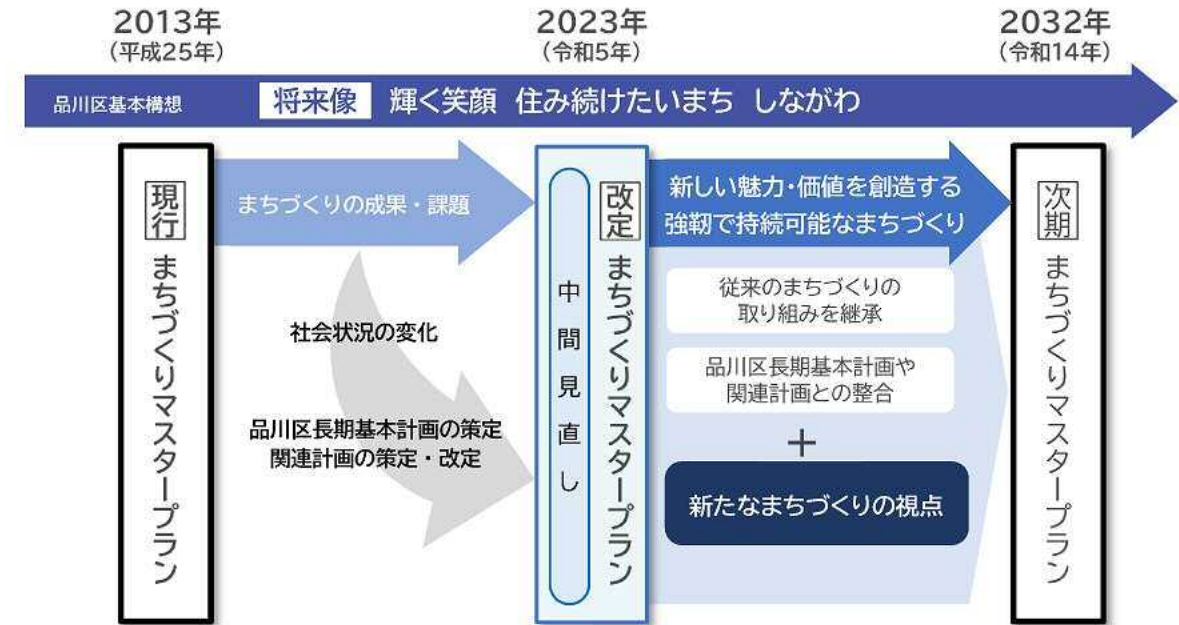 2013年
(平成25年)
2023年
(令和5年)
2032年
(令和14年)
品川区基本構想
将来像
輝く笑顔 住み続けたいまち しながわ
現行
まちづくりマスタープラン
まちづくりの成果・課題
社会状況の変化
品川区長期基本計画の策定
関連計画の策定・改定
中間見直し
改定
まちづくりマスタープラン
新しい魅力・価値を創造する
強靭で持続可能なまちづくり
従来のまちづくりの
取り組みを継承
品川区長期基本計画や
関連計画との整合
+
新たなまちづくりの視点
次期
まちづくりマスタープラン